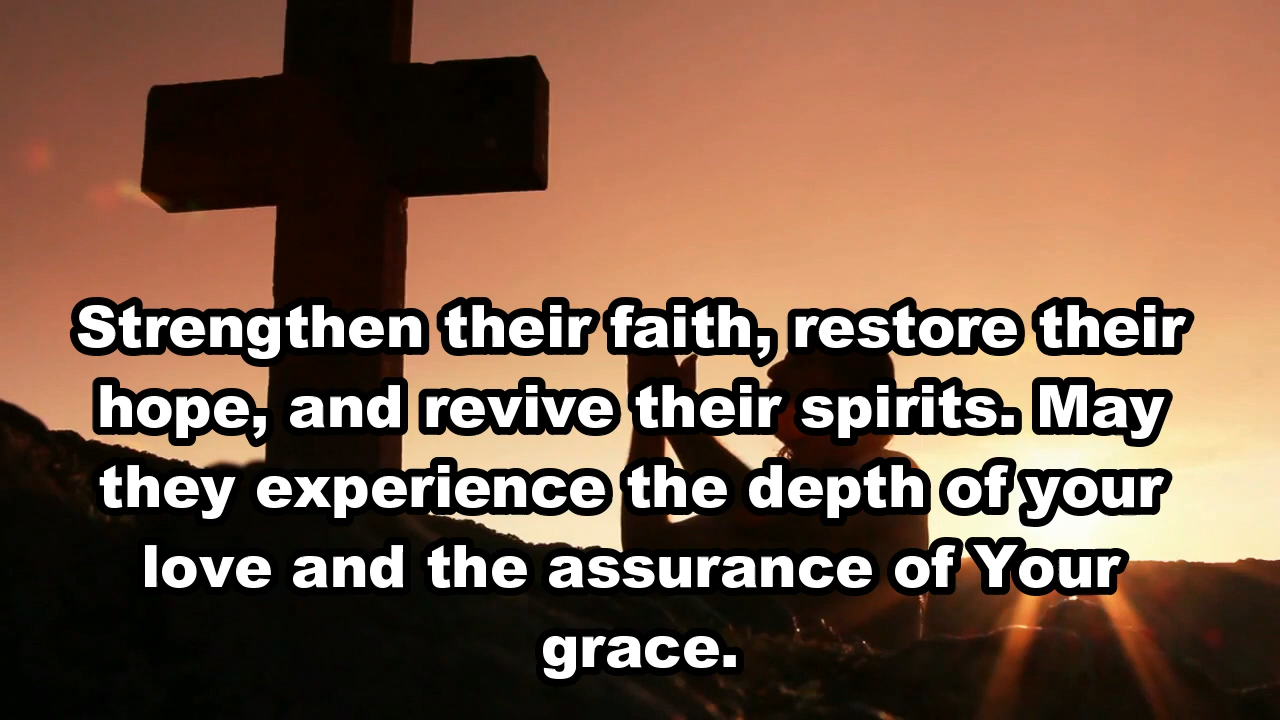 Strengthen their faith, restore their
hope, and revive their spirits. May
they experience the depth of your
love and the assurance of Your
grace.